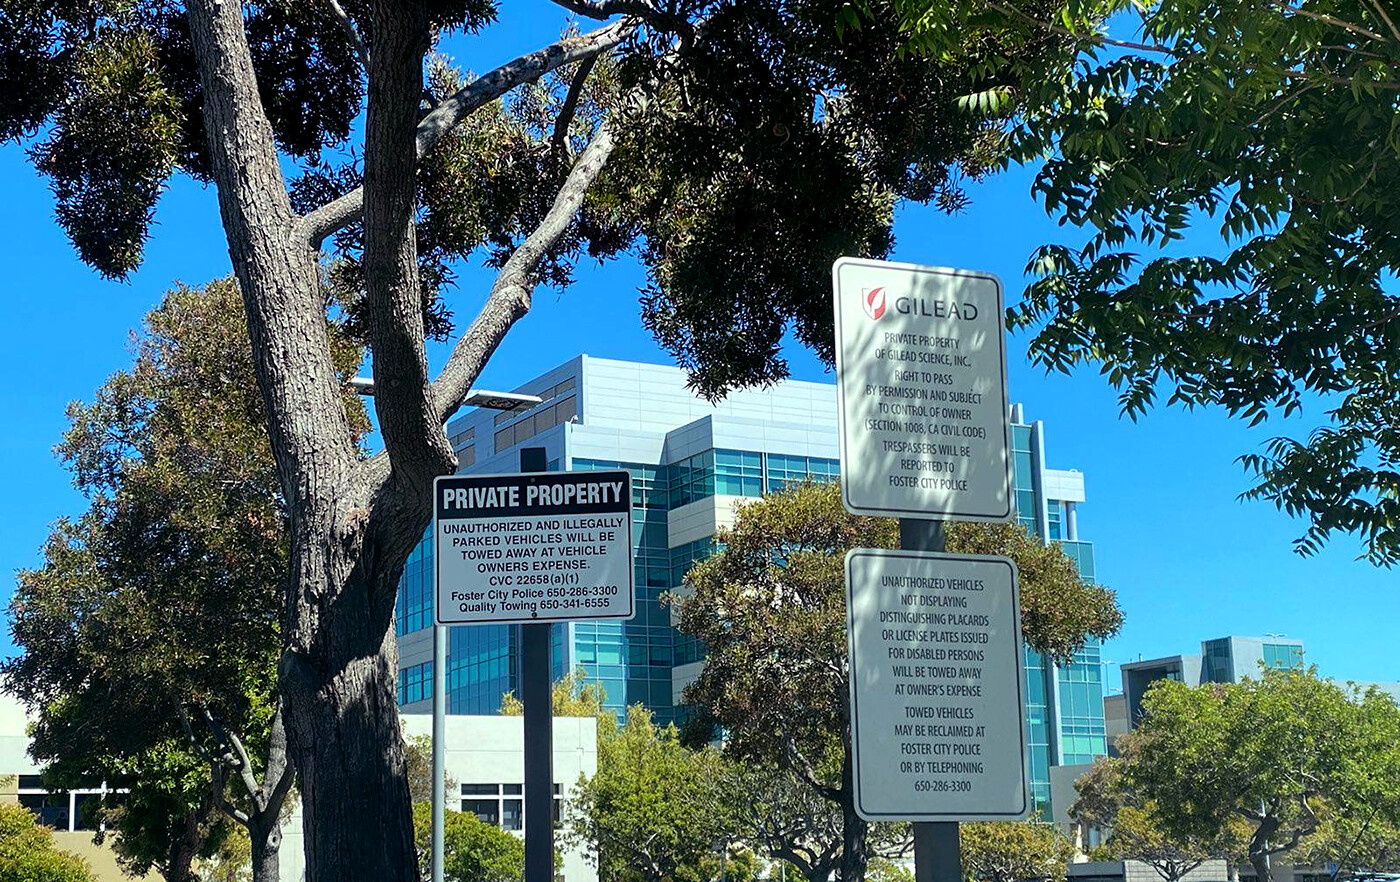 PRIVATE PROPERTY
UNAUTHORIZED AND ILLEGALLY
PARKED VEHICLES WILL BE
TOWED AWAY AT VEHICLE
OWNERS EXPENSE.
CVC 22658(a)(1)
Foster City Police 650-286-3300
Quality Towing 650-341-6555
GILEAD
PRIVATE PROPERTY
OF GILEAD SCIENCE, INC.
RIGHT TO PASS
BY PERMISSION AND SUBJECT
TO CONTROL OF OWNER
(SECTION 1008, CA CIVIL CODE)
TRESPASSERS WILL BE
REPORTED TO
FOSTER CITY POLICE
UNAUTHORIZED VEHICLES
NOT DISPLAYING
DISTINGUISHING PLACARDS
OR LICENSE PLATES ISSUED
FOR DISABLED PERSONS
WILL BE TOWED AWAY
AT OWNER'S EXPENSE
TOWED VEHICLES
MAY BE RECLAIMED AT
FOSTER CITY POLICE
OR BY TELEPHONING
650-286-3300